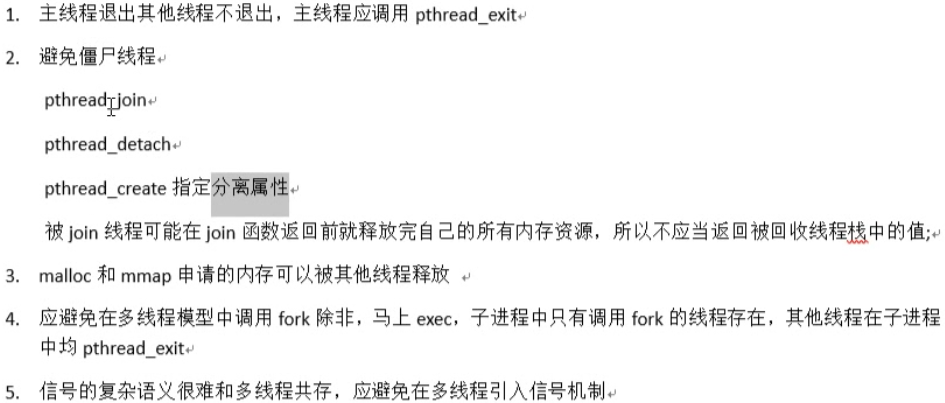 1. 主线程退出其他线程不退出，主线程应调用 pthread_exit
2. 避免僵尸线程
pthread_join
pthread_detach
pthread_create 指定分离属性
被 join 线程可能在 join 函数返回前就释放完自己的所有内存资源，所以不应当返回被回收线程栈中的值;
3. malloc 和 mmap 申请的内存可以被其他线程释放
4. 应避免在多线程模型中调用 fork 除非，马上 exec，子进程中只有调用 fork 的线程存在，其他线程在子进程
中均 pthread_exit
5. 信号的复杂语义很难和多线程共存，应避免在多线程引入信号机制